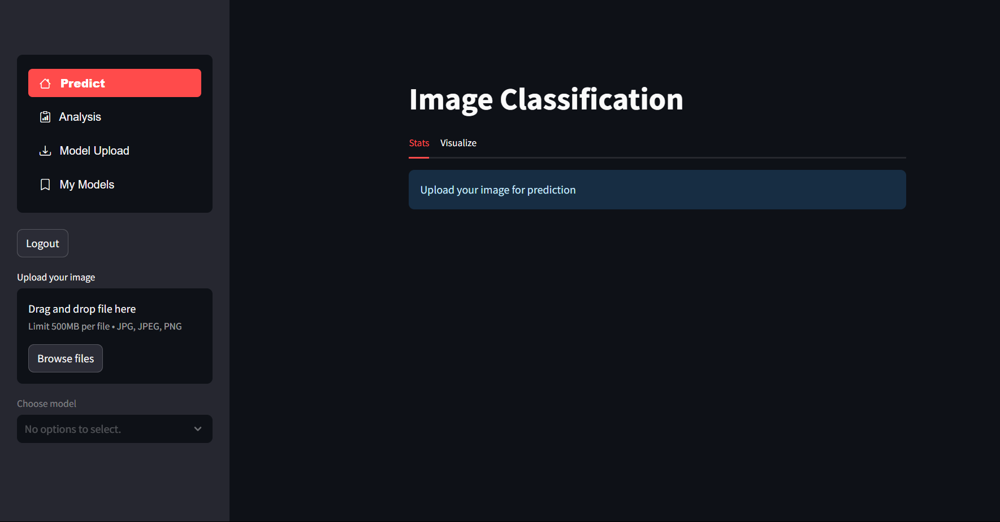 Predict
Analysis
Model Upload
My Models
Logout
Upload your image
Drag and drop file here
Limit 500MB per file • JPG, JPEG, PNG
Browse files
Choose model
No options to select.
Image Classification
Stats Visualize
Upload your image for prediction